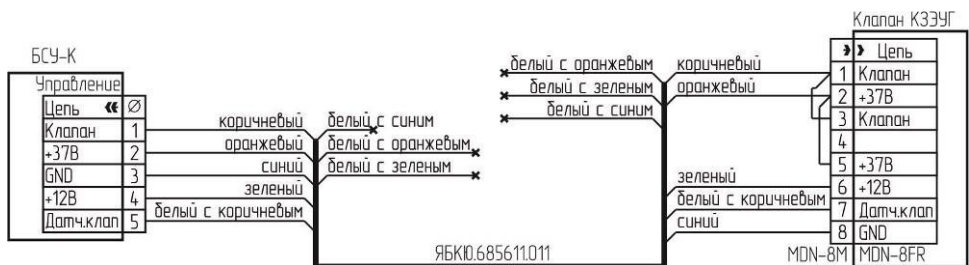 Клапан КЗЭУГ
БСУ-К
Управление
Цепь
Клапан 1
+37В 2
GND 3
+12В 4
Датч.клап 5
коричневый
оранжевый
синий
зеленый
белый с коричневым
белый с синим
белый с оранжевым
белый с зеленым
ЯБКЮ.685611.011
белый с оранжевым
белый с зеленым
белый с синим
коричневый
оранжевый
зеленый
белый с коричневым
синий
Цепь
1 Клапан
2 +37В
3 Клапан
4
5 +37В
6 +12В
7 Датч.клап
8 GND
MDN-8M MDN-8FR